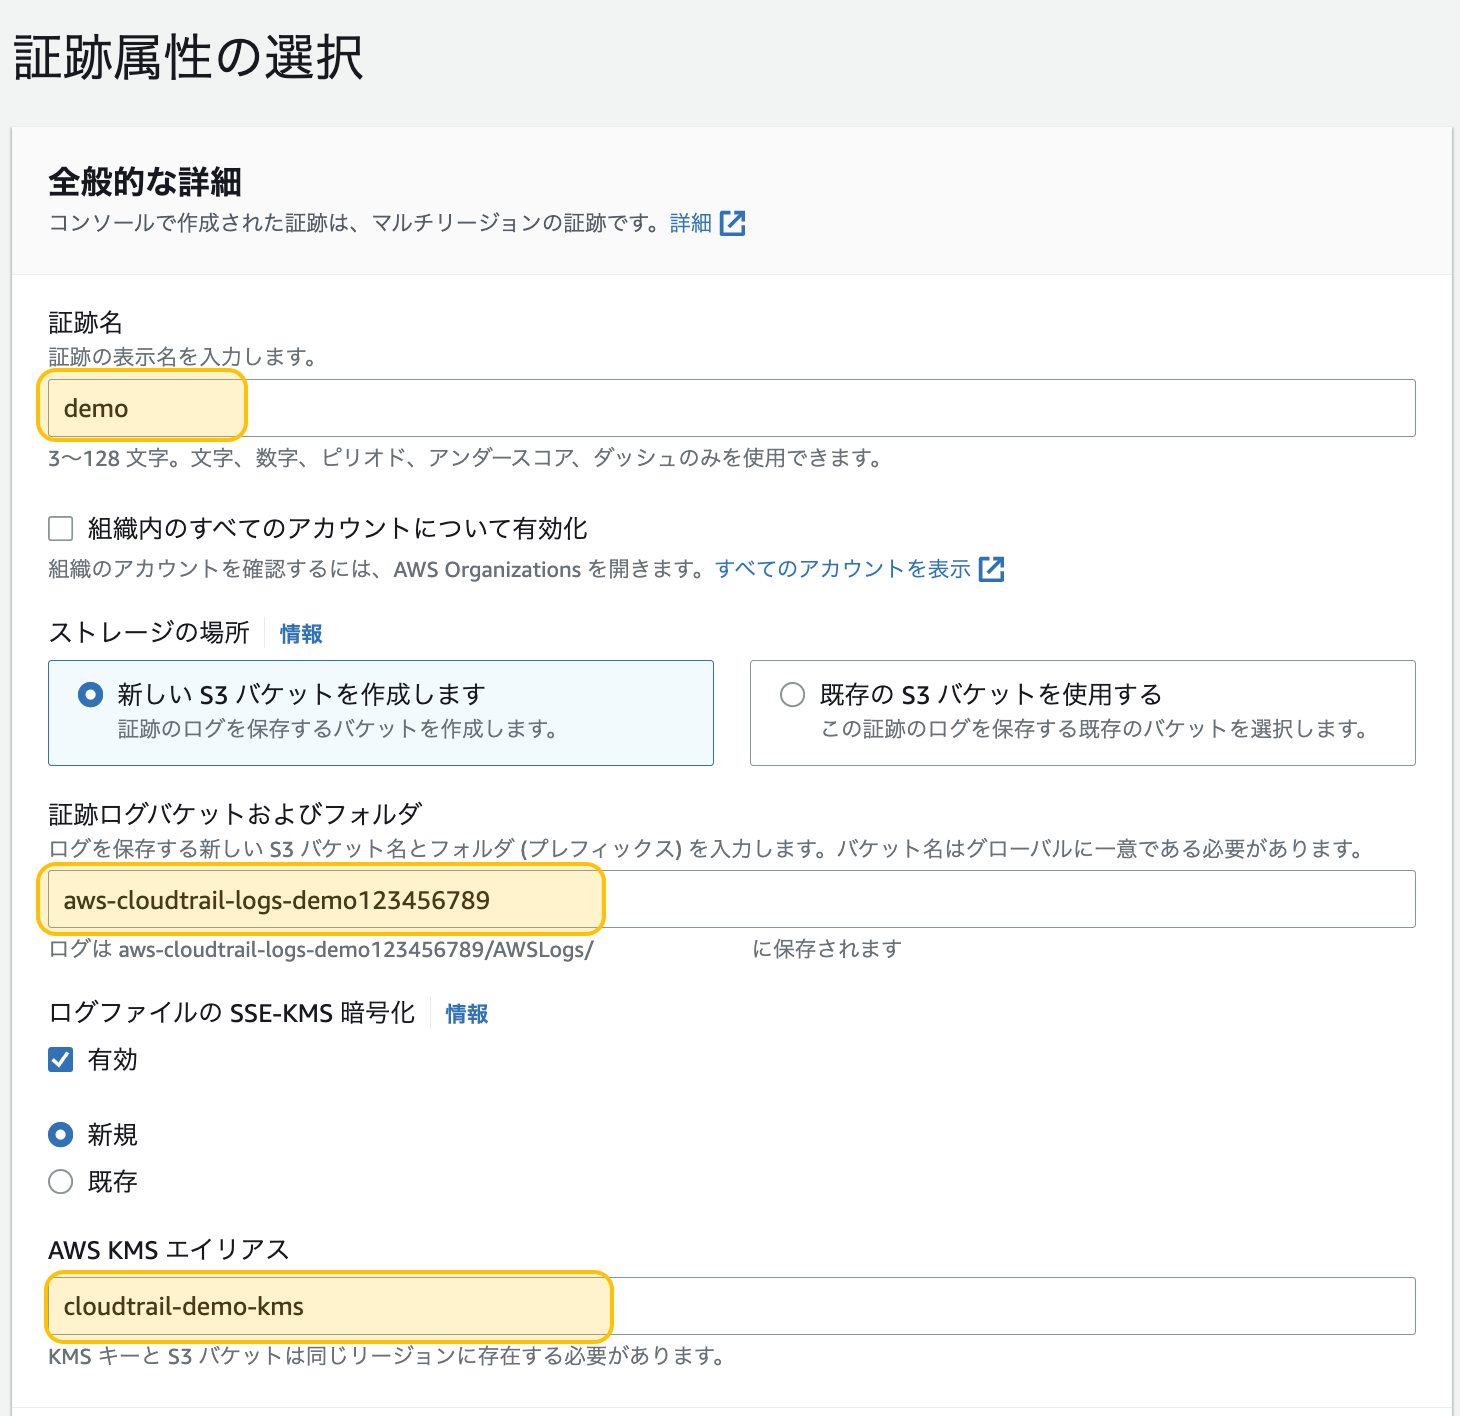 証跡属性の選択
全般的な詳細
コンソールで作成された証跡は、マルチリージョンの証跡です。詳細
証跡名
証跡の表示名を入力します。
demo
3〜128 文字。文字、数字、ピリオド、アンダースコア、ダッシュのみを使用できます。
組織内のすべてのアカウントについて有効化
組織のアカウントを確認するには、AWS Organizations を開きます。すべてのアカウントを表示
ストレージの場所 情報
新しい S3 バケットを作成します
証跡のログを保存するバケットを作成します。
既存の S3 バケットを使用する
この証跡のログを保存する既存のバケットを選択します。
証跡ログバケットおよびフォルダ
ログを保存する新しい S3 バケット名とフォルダ (プレフィックス) を入力します。バケット名はグローバルに一意である必要があります。
aws-cloudtrail-logs-demo123456789
ログは aws-cloudtrail-logs-demo123456789/AWSLogs/ に保存されます
ログファイルの SSE-KMS 暗号化 情報
有効
新規
既存
AWS KMS エイリアス
cloudtrail-demo-kms
KMS キーと S3 バケットは同じリージョンに存在する必要があります。